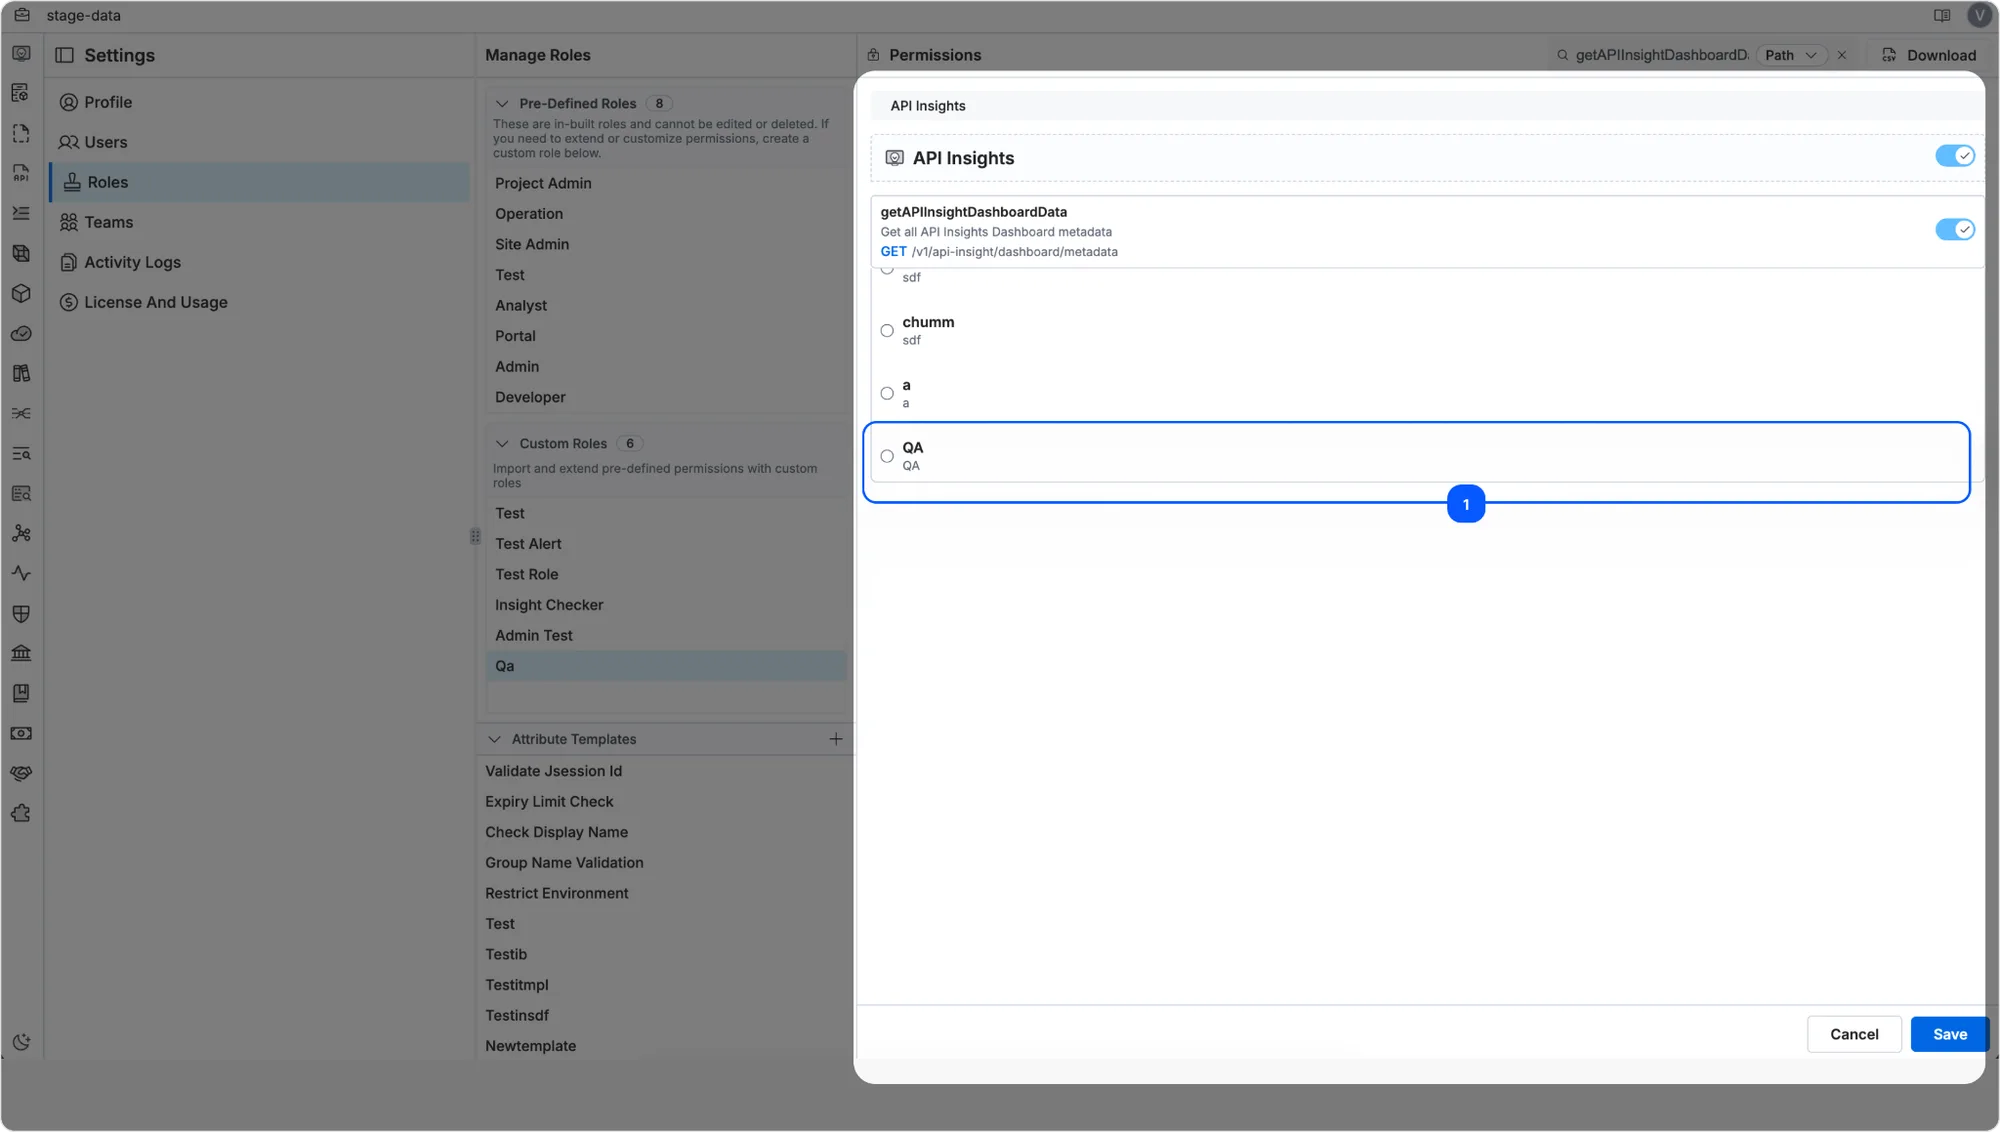 stage-data
V
Settings
Profile
Users
Roles
Teams
Activity Logs
License And Usage
API
Manage Roles
Pre-Defined Roles 8
These are in-built roles and cannot be edited or deleted. If
you need to extend or customize permissions, create a
custom role below.
Project Admin
Operation
Site Admin
Test
Analyst
Portal
Admin
Developer
Custom Roles 6
Import and extend pre-defined permissions with custom
roles
Test
Test Alert
Test Role
Insight Checker
Admin Test
Qa
Attribute Templates
Validate Jsession Id
Expiry Limit Check
Check Display Name
Group Name Validation
Restrict Environment
Test
Testib
Testitmpl
Testinsdf
Newtemplate
Permissions
getAPIInsightDashboardD
Path
CSV
Download
API Insights
API Insights
getAPIInsightDashboardData
Get all API Insights Dashboard metadata
GET /v1/api-insight/dashboard/metadata
sdf
chumm
sdf
a
a
QA
QA
1
Cancel
Save